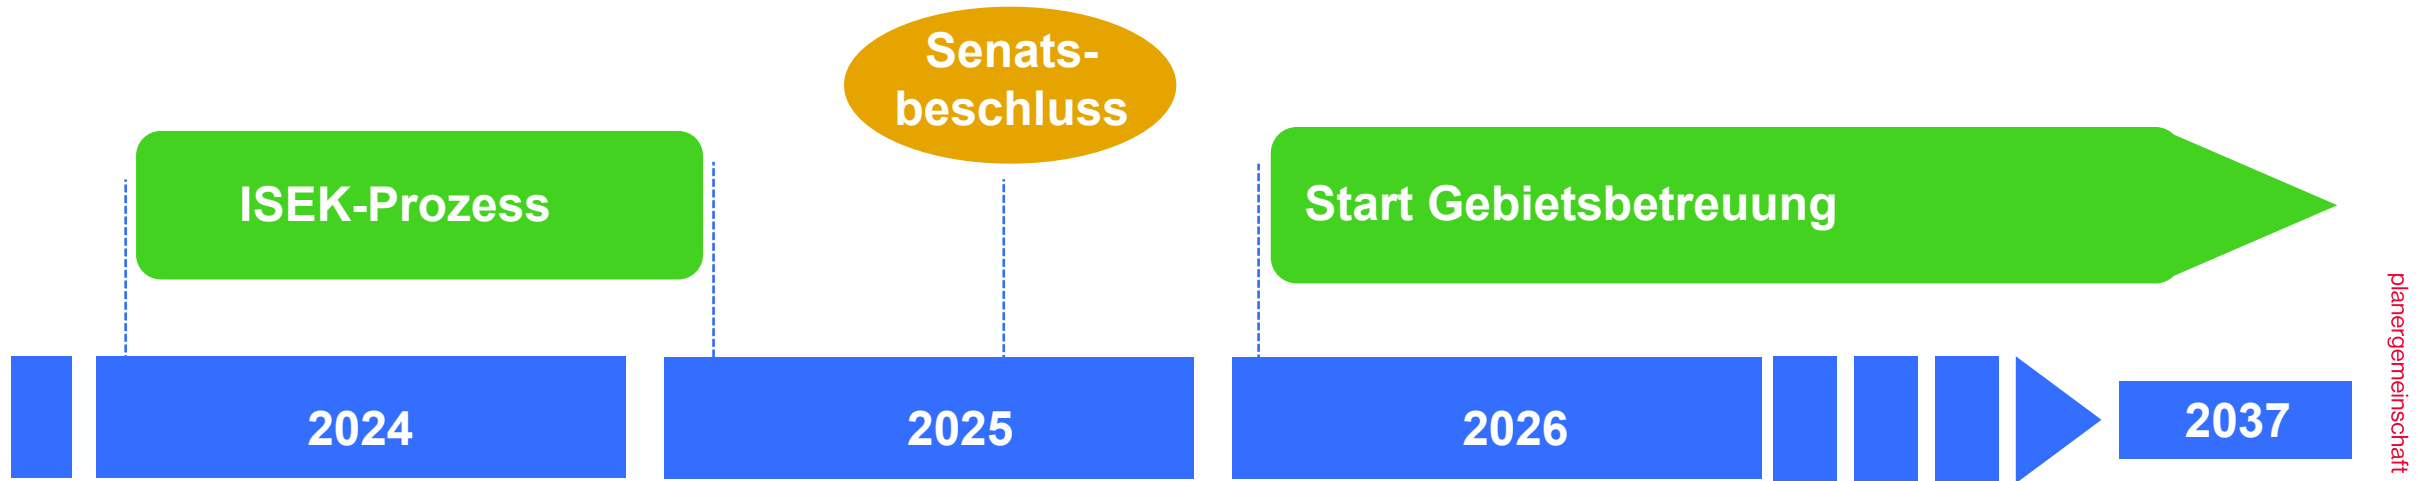 Senats-
beschluss
ISEK-Prozess
Start Gebietsbetreuung
2024
2025
2026
2037
planergemeinschaft